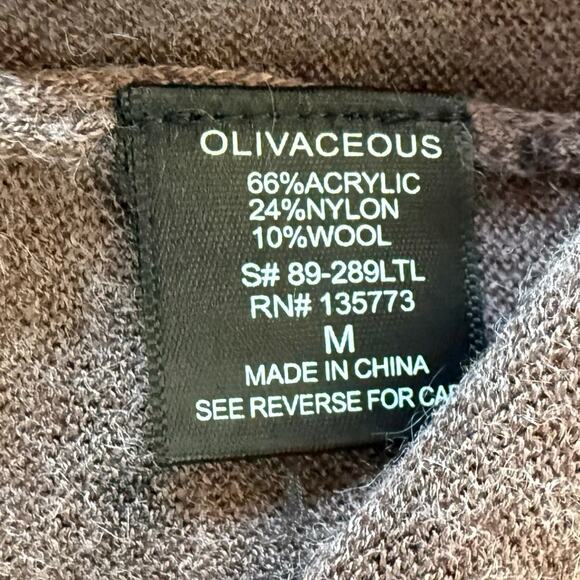 OLIVACEOUS
66%ACRYLIC
24%NYLON
10%WOOL
S# 89-289LTL
RN# 135773
M
MADE IN CHINA
SEE REVERSE FOR